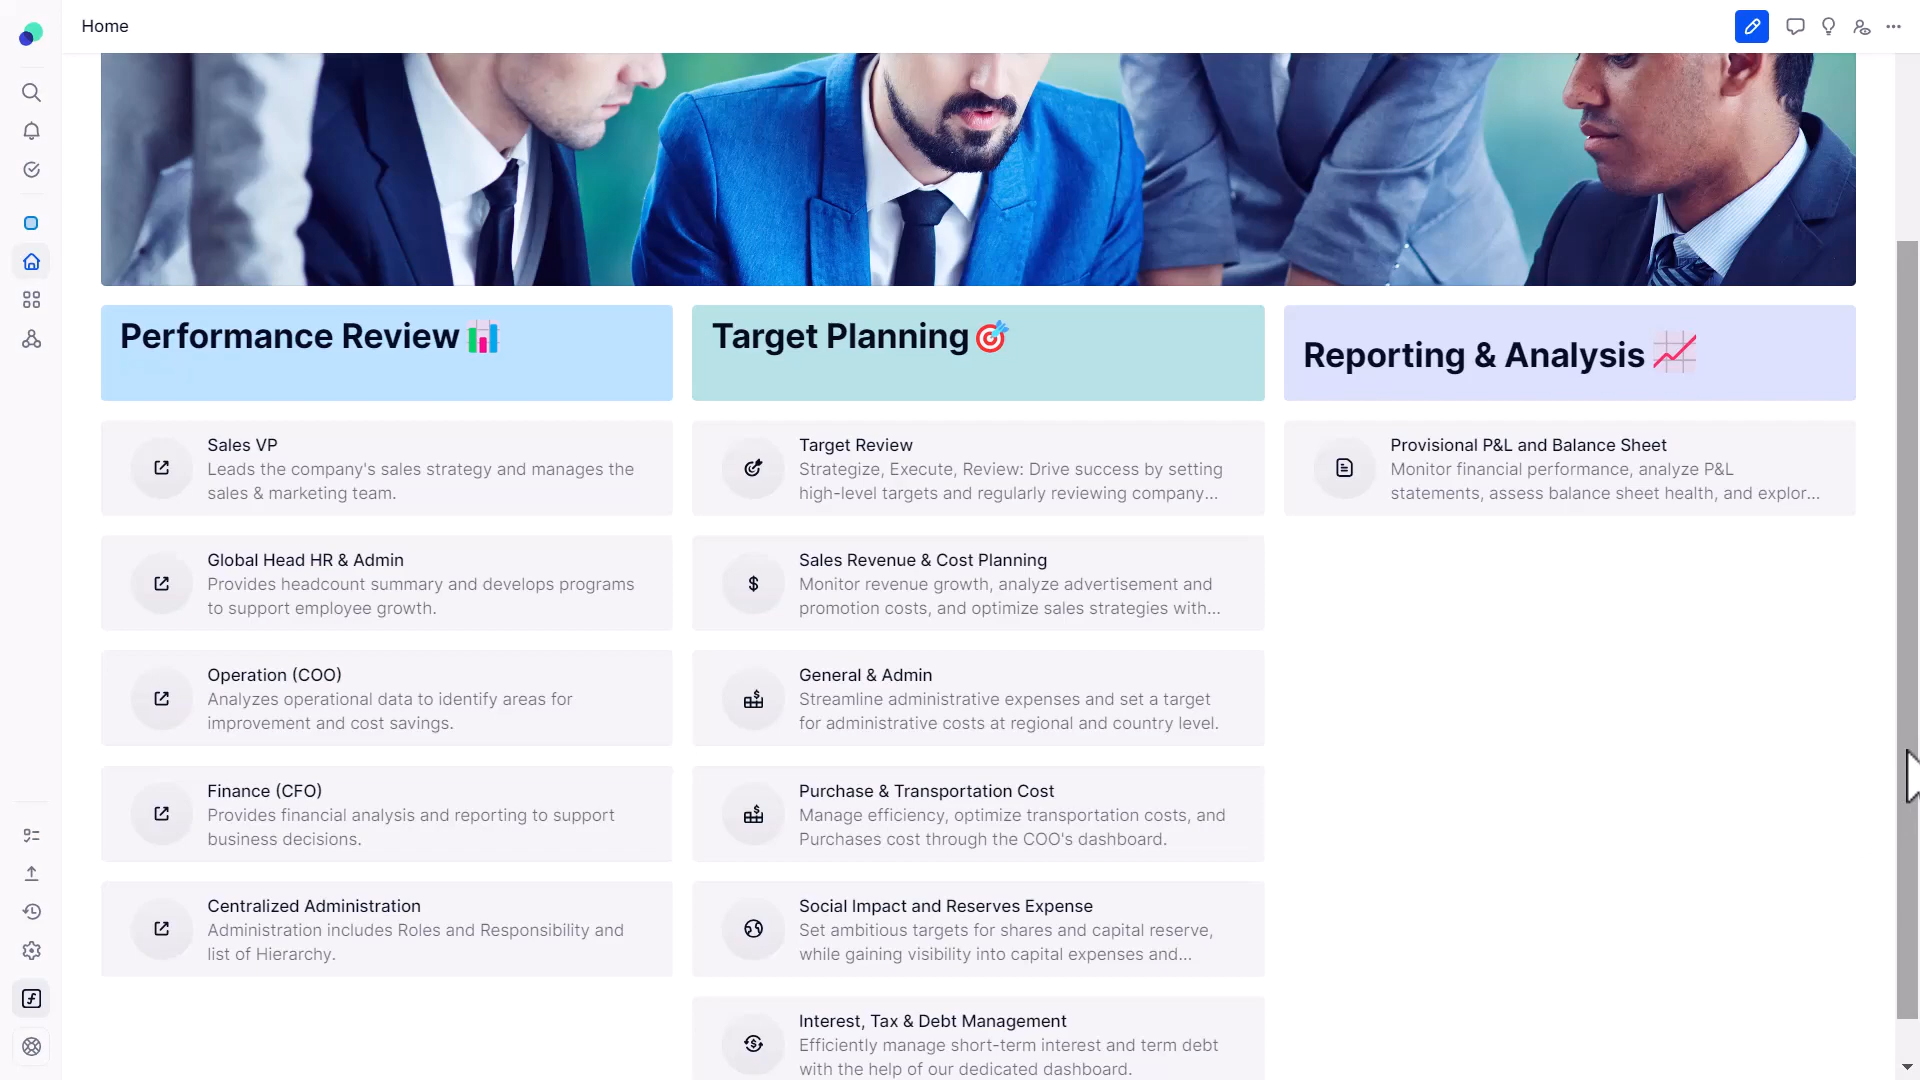 Home
Performance Review
Target Planning
Reporting & Analysis
Sales VP
Leads the company's sales strategy and manages the
sales & marketing team.
Global Head HR & Admin
Provides headcount summary and develops programs
to support employee growth.
Operation (COO)
Analyzes operational data to identify areas for
improvement and cost savings.
Finance (CFO)
Provides financial analysis and reporting to support
business decisions.
Centralized Administration
Administration includes Roles and Responsibility and
list of Hierarchy.
Target Review
Strategize, Execute, Review: Drive success by setting
high-level targets and regularly reviewing company...
Sales Revenue & Cost Planning
Monitor revenue growth, analyze advertisement and
promotion costs, and optimize sales strategies with...
General & Admin
Streamline administrative expenses and set a target
for administrative costs at regional and country level.
Purchase & Transportation Cost
Manage efficiency, optimize transportation costs, and
Purchases cost through the COO's dashboard.
Social Impact and Reserves Expense
Set ambitious targets for shares and capital reserve,
while gaining visibility into capital expenses and...
Interest, Tax & Debt Management
Efficiently manage short-term interest and term debt
with the help of our dedicated dashboard.
Provisional P&L and Balance Sheet
Monitor financial performance, analyze P&L
statements, assess balance sheet health, and explor...